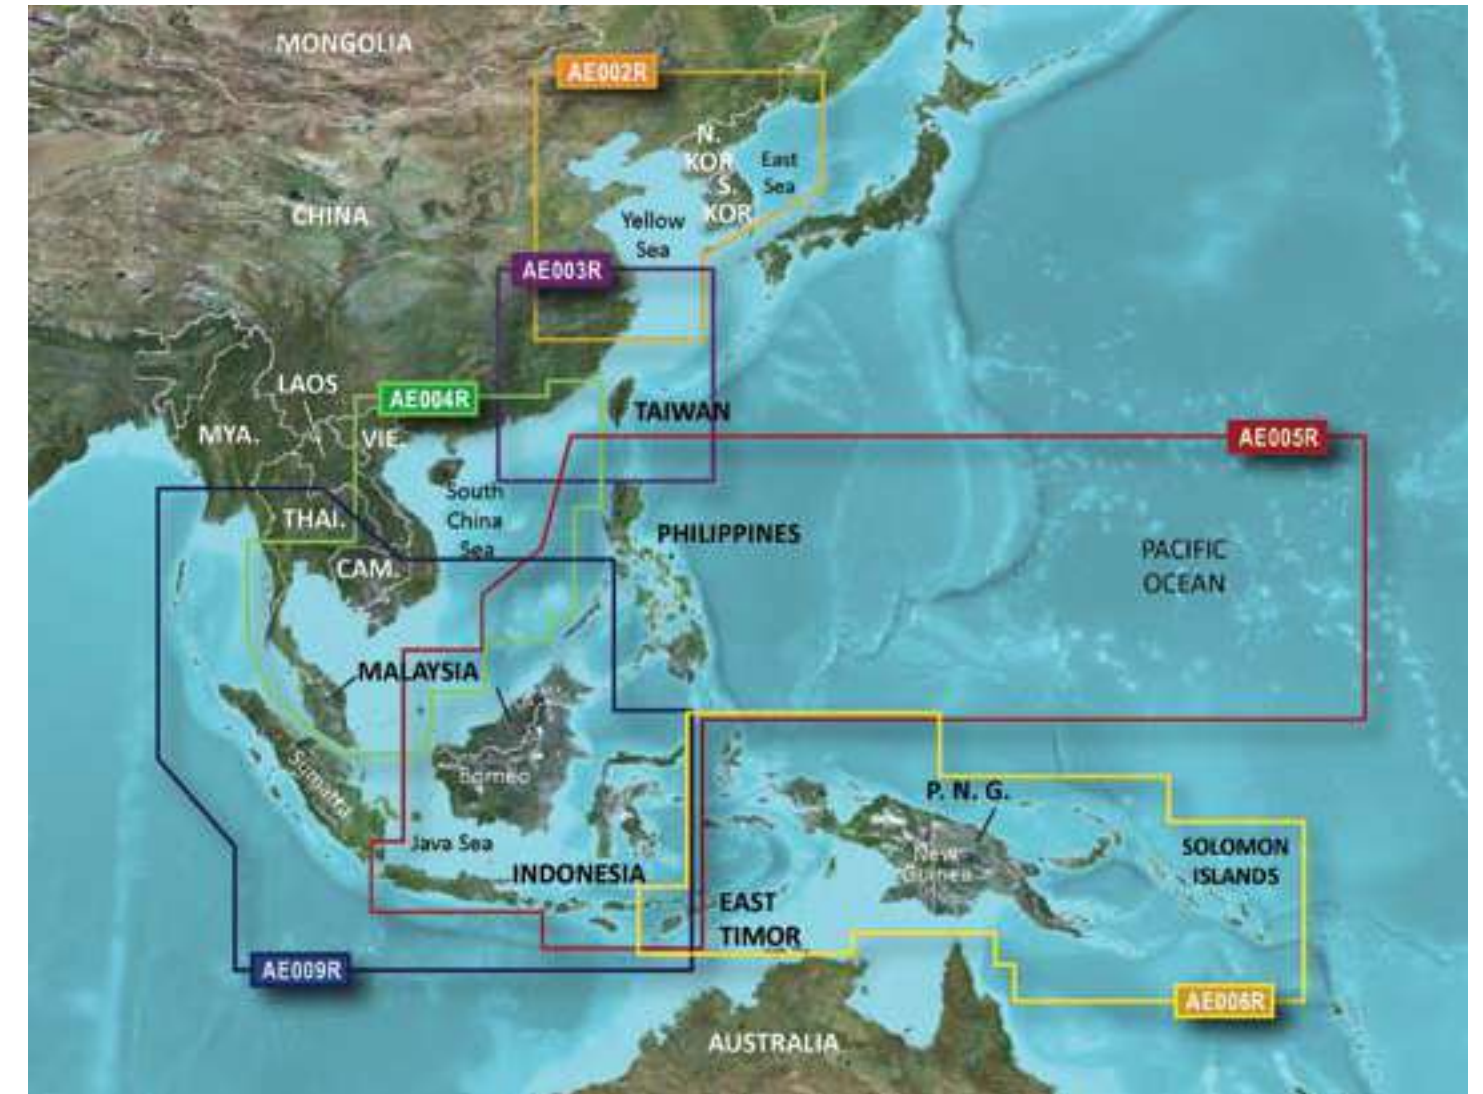 MONGOLIA
AE002R
N.
KOR
S.
KOR
East
Sea
CHINA
Yellow
Sea
AE003R
LAOS
AE004R
TAIWAN
MYA.
VIE.
AE005R
South
China
Sea
THAI.
PHILIPPINES
CAM.
PACIFIC
OCEAN
MALAYSIA
Sumatra
Borneo
P. N. G.
Java Sea
New
Guinea
SOLOMON
ISLANDS
INDONESIA
EAST
TIMOR
AE009R
AE006R
AUSTRALIA